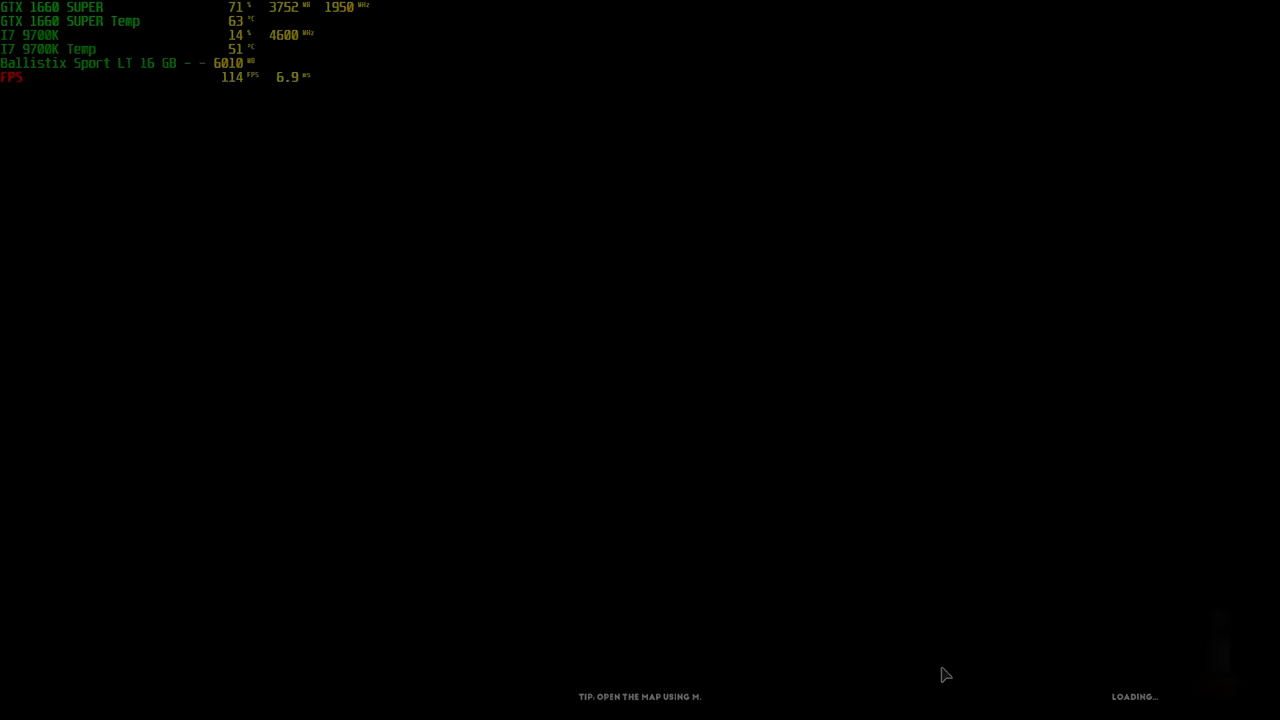 GTX 1660 SUPER 71 % 3752 MB 1950 MHz
GTX 1660 SUPER Temp 63 °C
I7 9700K 14 % 4600 MHz
I7 9700K Temp 51 °C
Ballistix Sport LT 16 GB - - 6010 MB
FPS 114 FPS 6.9 ms
TIP: OPEN THE MAP USING M.
LOADING...